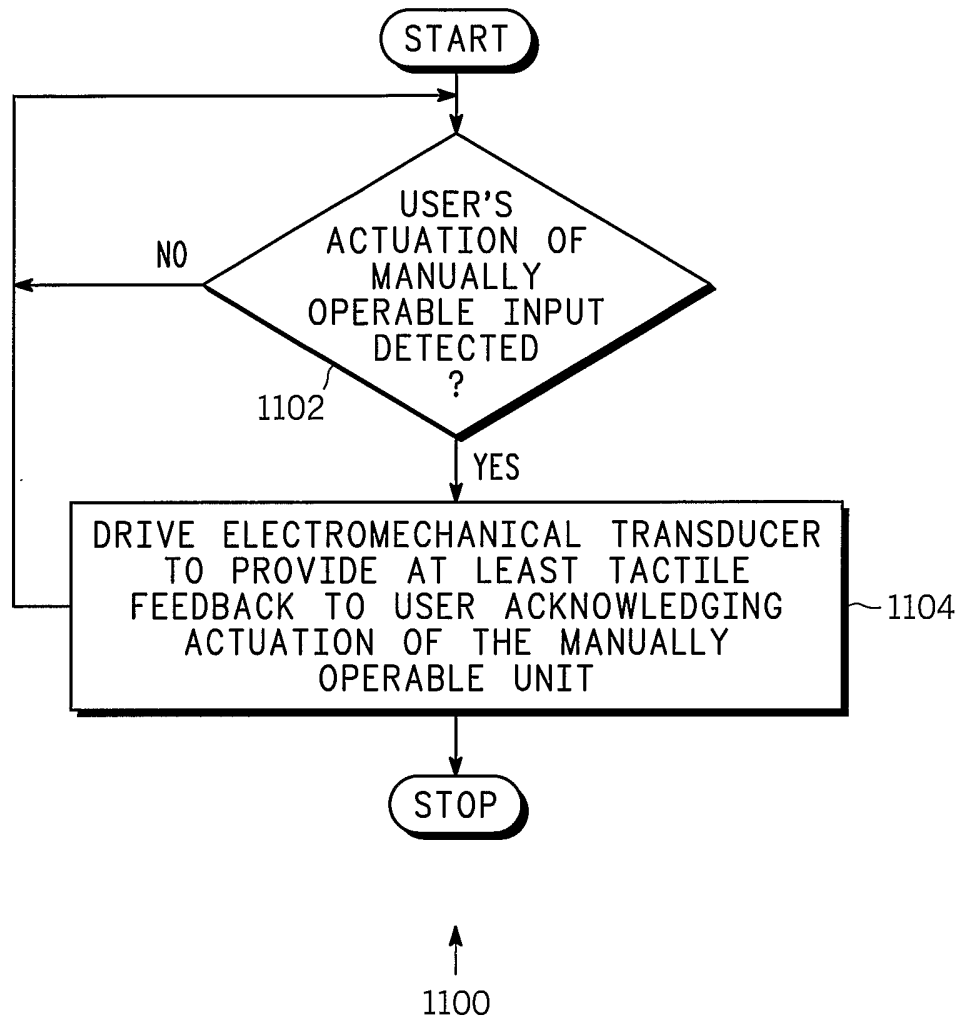 START
USER'S
ACTUATION OF
MANUALLY
OPERABLE INPUT
DETECTED
?
NO
1102
YES
DRIVE ELECTROMECHANICAL TRANSDUCER
TO PROVIDE AT LEAST TACTILE
FEEDBACK TO USER ACKNOWLEDGING
ACTUATION OF THE MANUALLY
OPERABLE UNIT
1104
STOP
1100